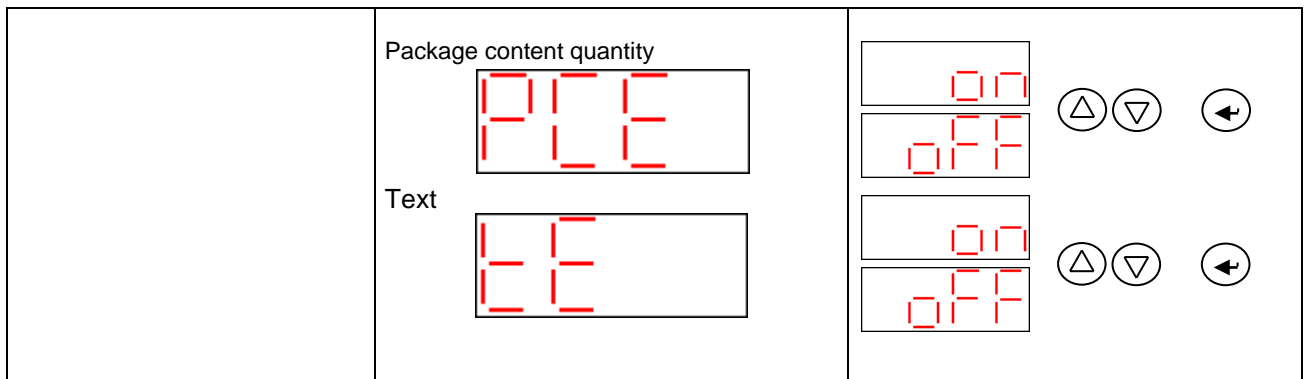 Package content quantity
PCE
on
oFF
Text
tE
on
oFF